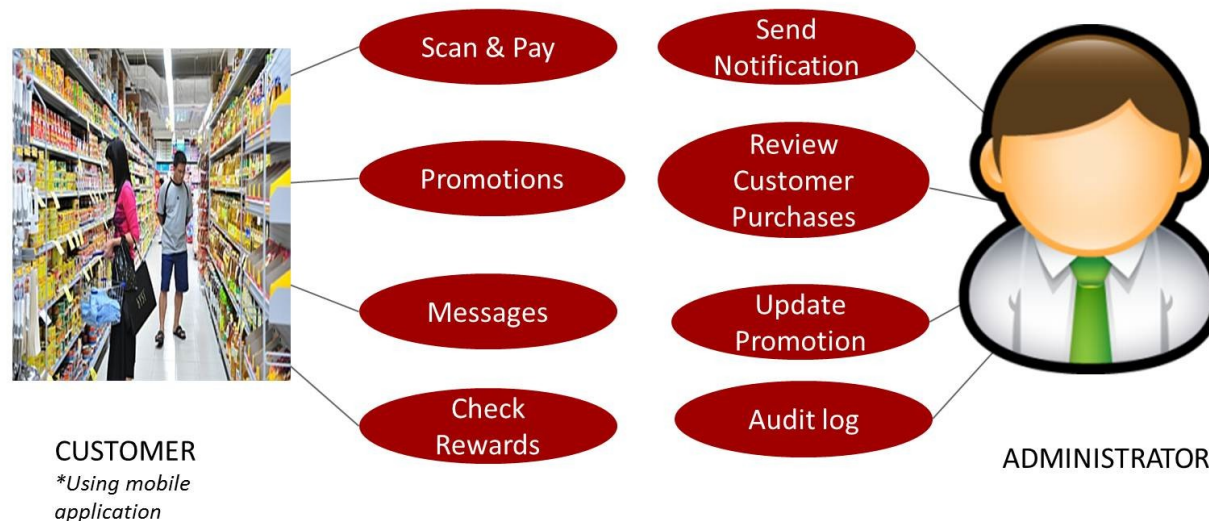 Scan & Pay
Promotions
Messages
Check
Rewards
CUSTOMER
*Using mobile
application
Send
Notification
Review
Customer
Purchases
Update
Promotion
Audit log
ADMINISTRATOR